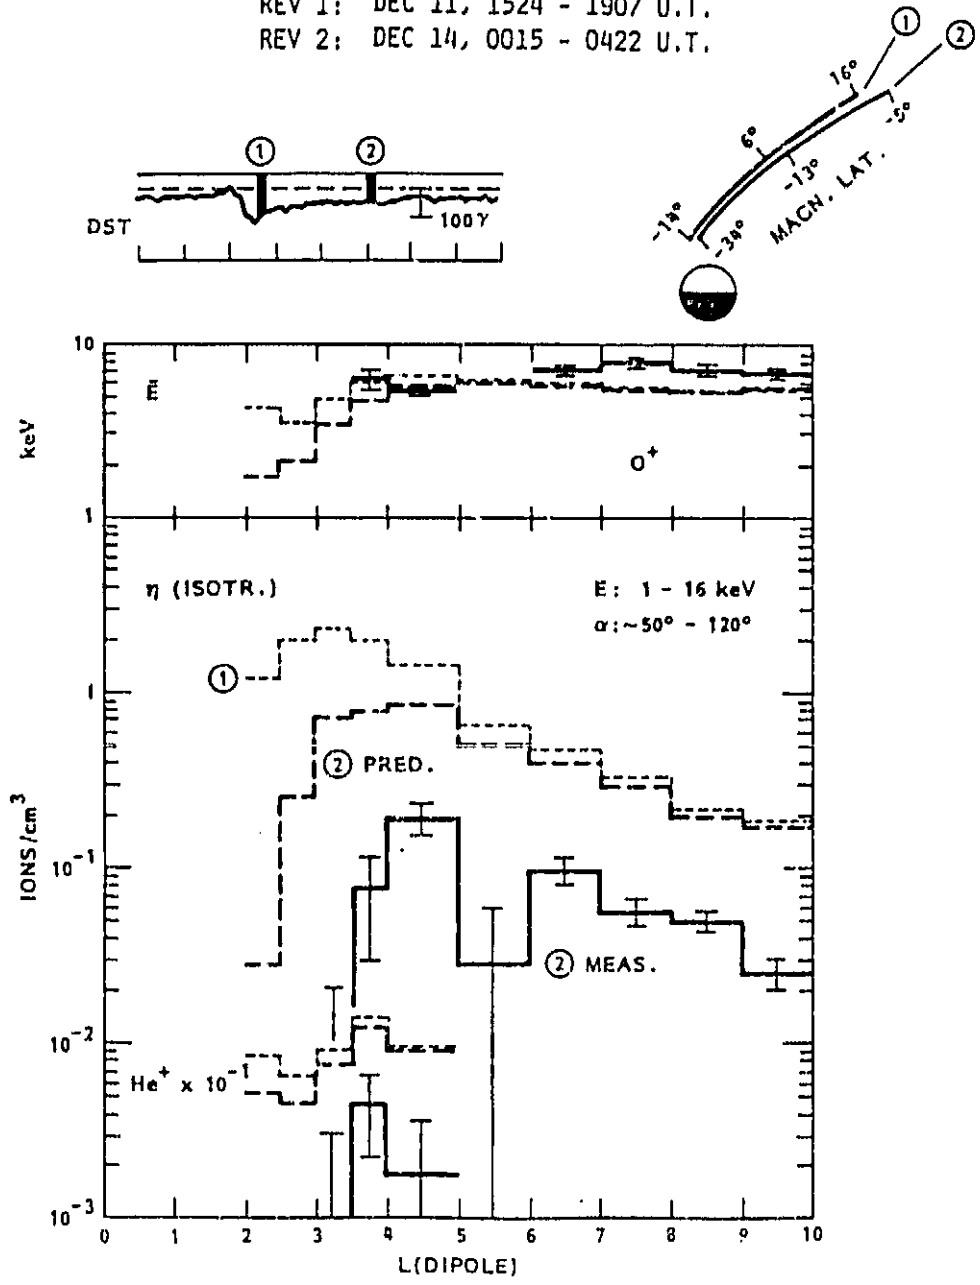 REV 1: DEC 11, 1524 - 1907 U.T.
REV 2: DEC 14, 0015 - 0422 U.T.
① ②
16°
-5°
6°
-13°
-14°
-34°
MAGN. LAT.
① ②
DST
100γ
10
1
keV
E
O⁺
η (ISOTR.)
E: 1 - 16 keV
α: ~50° - 120°
①
② PRED.
② MEAS.
He⁺ x 10⁻¹
1
10⁻¹
10⁻²
10⁻³
IONS/cm³
0 1 2 3 4 5 6 7 8 9 10
L(DIPOLE)